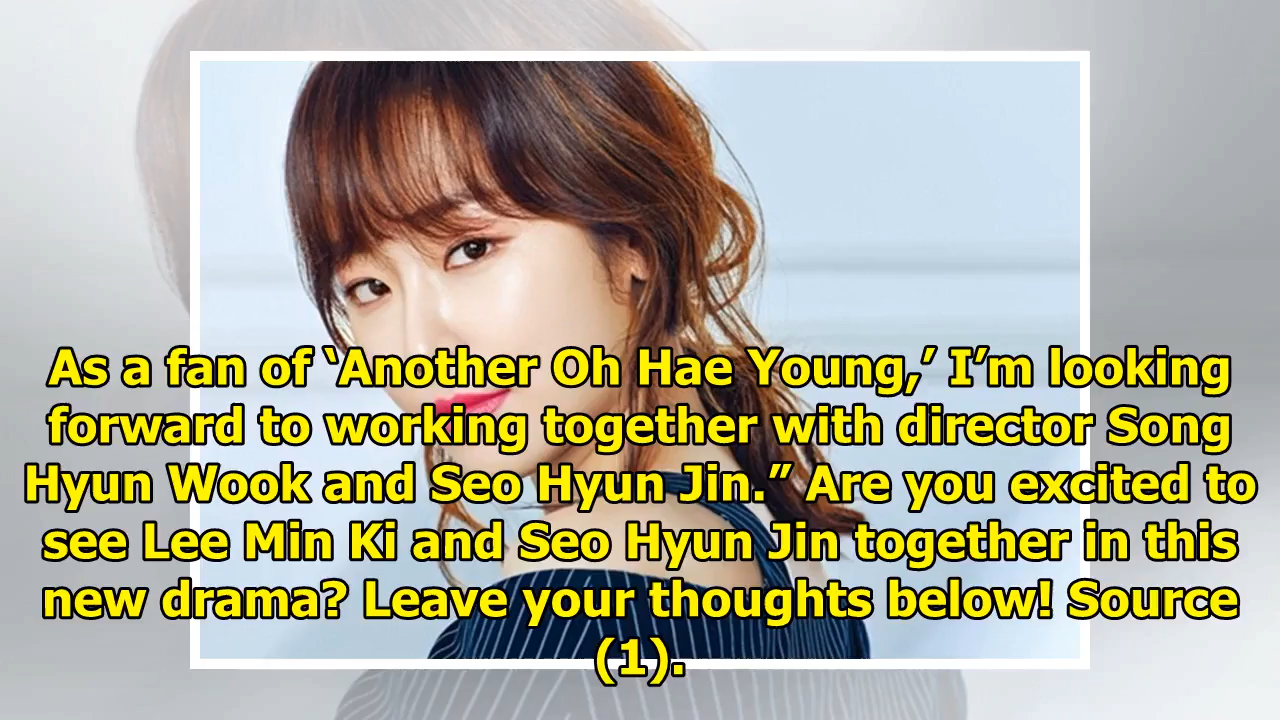 As a fan of ‘Another Oh Hae Young,’ I’m looking
forward to working together with director Song
Hyun Wook and Seo Hyun Jin.” Are you excited to
see Lee Min Ki and Seo Hyun Jin together in this
new drama? Leave your thoughts below! Source
(1).